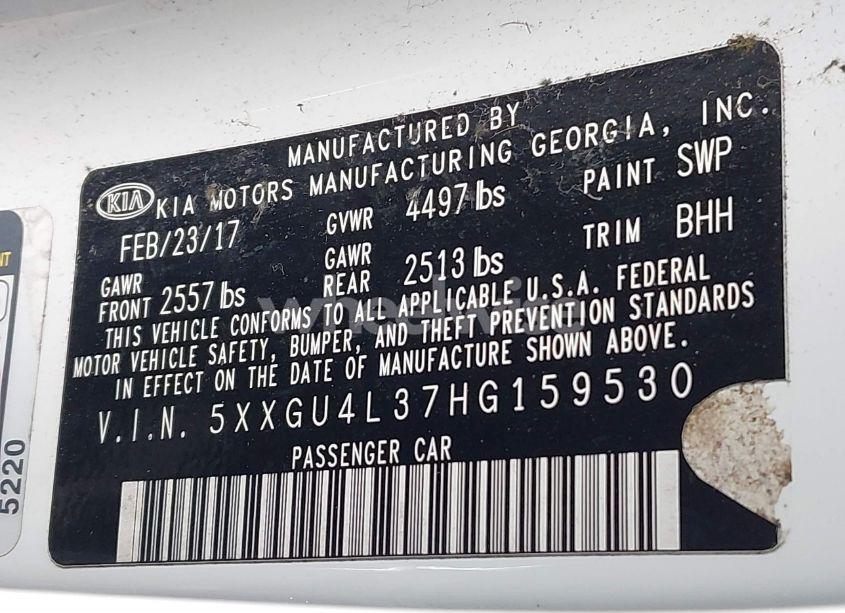 MANUFACTURED BY
KIA KIA MOTORS MANUFACTURING GEORGIA, INC.
FEB/23/17 GVWR 4497 lbs PAINT SWP
GAWR FRONT 2557 lbs GAWR REAR 2513 lbs TRIM BHH
THIS VEHICLE CONFORMS TO ALL APPLICABLE U.S.A. FEDERAL
MOTOR VEHICLE SAFETY, BUMPER, AND THEFT PREVENTION STANDARDS
IN EFFECT ON THE DATE OF MANUFACTURE SHOWN ABOVE.
V.I.N. 5XXGU4L37HG159530
PASSENGER CAR
5220